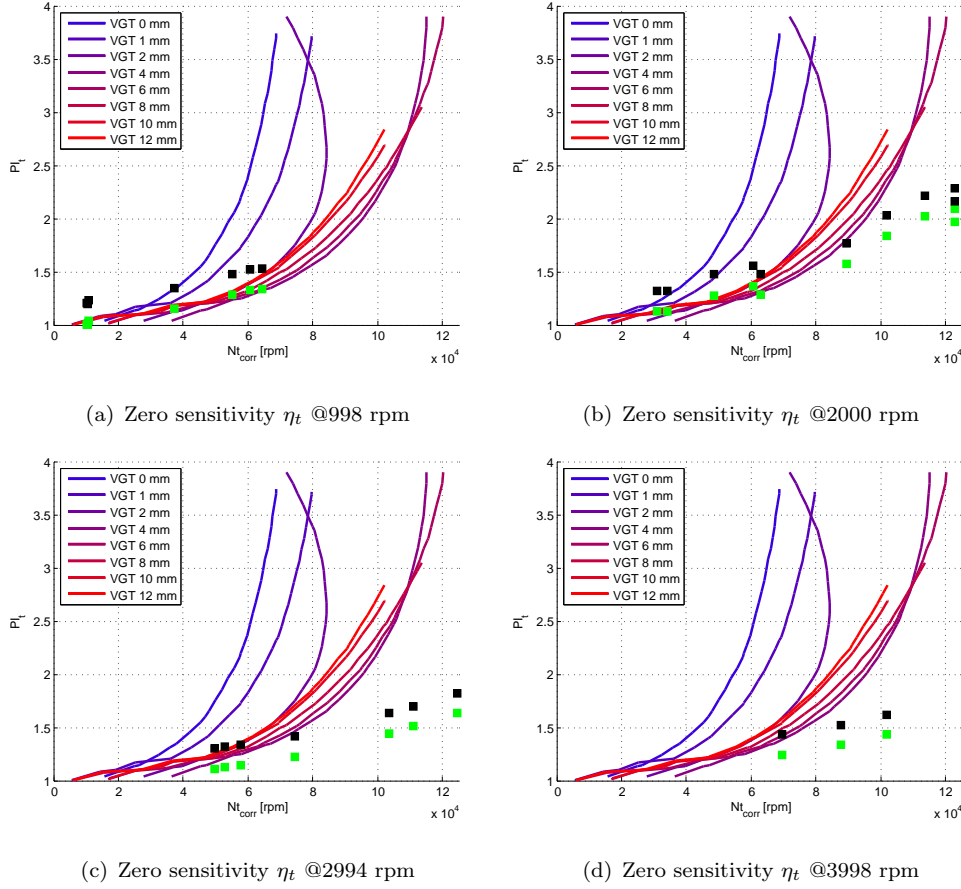 4
3.5
3
2.5
2
1.5
1
PI_t
VGT 0 mm
VGT 1 mm
VGT 2 mm
VGT 4 mm
VGT 6 mm
VGT 8 mm
VGT 10 mm
VGT 12 mm
0 2 4 6 8 10 12
x 10^4
Nt_corr [rpm]
(a) Zero sensitivity η_t @998 rpm
4
3.5
3
2.5
2
1.5
1
PI_t
VGT 0 mm
VGT 1 mm
VGT 2 mm
VGT 4 mm
VGT 6 mm
VGT 8 mm
VGT 10 mm
VGT 12 mm
0 2 4 6 8 10 12
x 10^4
Nt_corr [rpm]
(b) Zero sensitivity η_t @2000 rpm
4
3.5
3
2.5
2
1.5
1
PI_t
VGT 0 mm
VGT 1 mm
VGT 2 mm
VGT 4 mm
VGT 6 mm
VGT 8 mm
VGT 10 mm
VGT 12 mm
0 2 4 6 8 10 12
x 10^4
Nt_corr [rpm]
(c) Zero sensitivity η_t @2994 rpm
4
3.5
3
2.5
2
1.5
1
PI_t
VGT 0 mm
VGT 1 mm
VGT 2 mm
VGT 4 mm
VGT 6 mm
VGT 8 mm
VGT 10 mm
VGT 12 mm
0 2 4 6 8 10 12
x 10^4
Nt_corr [rpm]
(d) Zero sensitivity η_t @3998 rpm